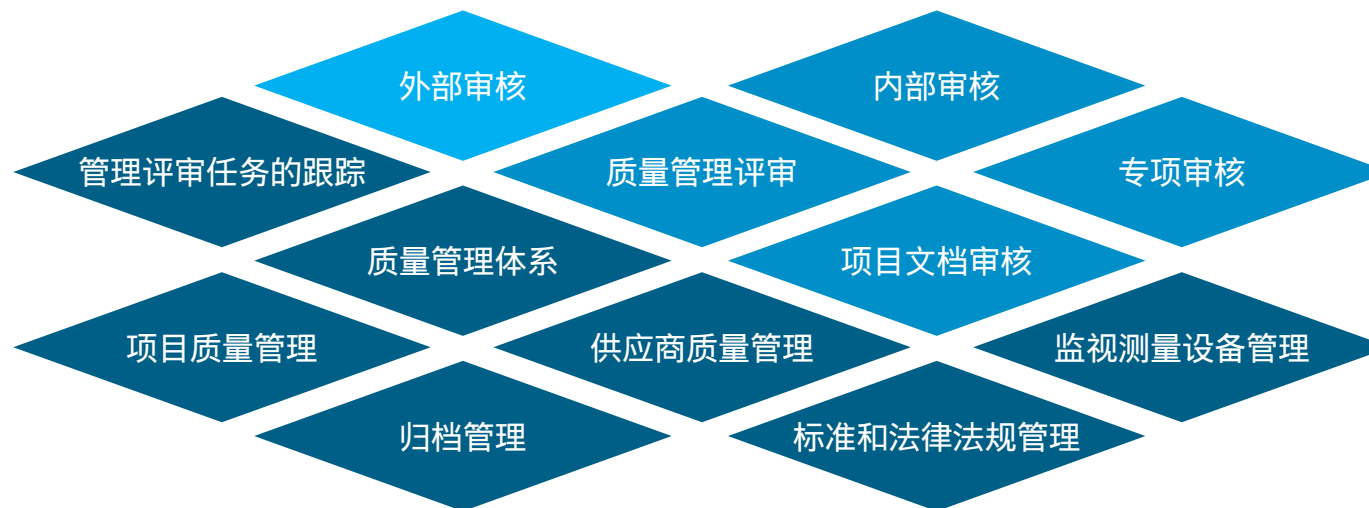 外部审核
内部审核
管理评审任务的跟踪
质量管理评审
专项审核
质量管理体系
项目文档审核
项目质量管理
供应商质量管理
监视测量设备管理
归档管理
标准和法律法规管理